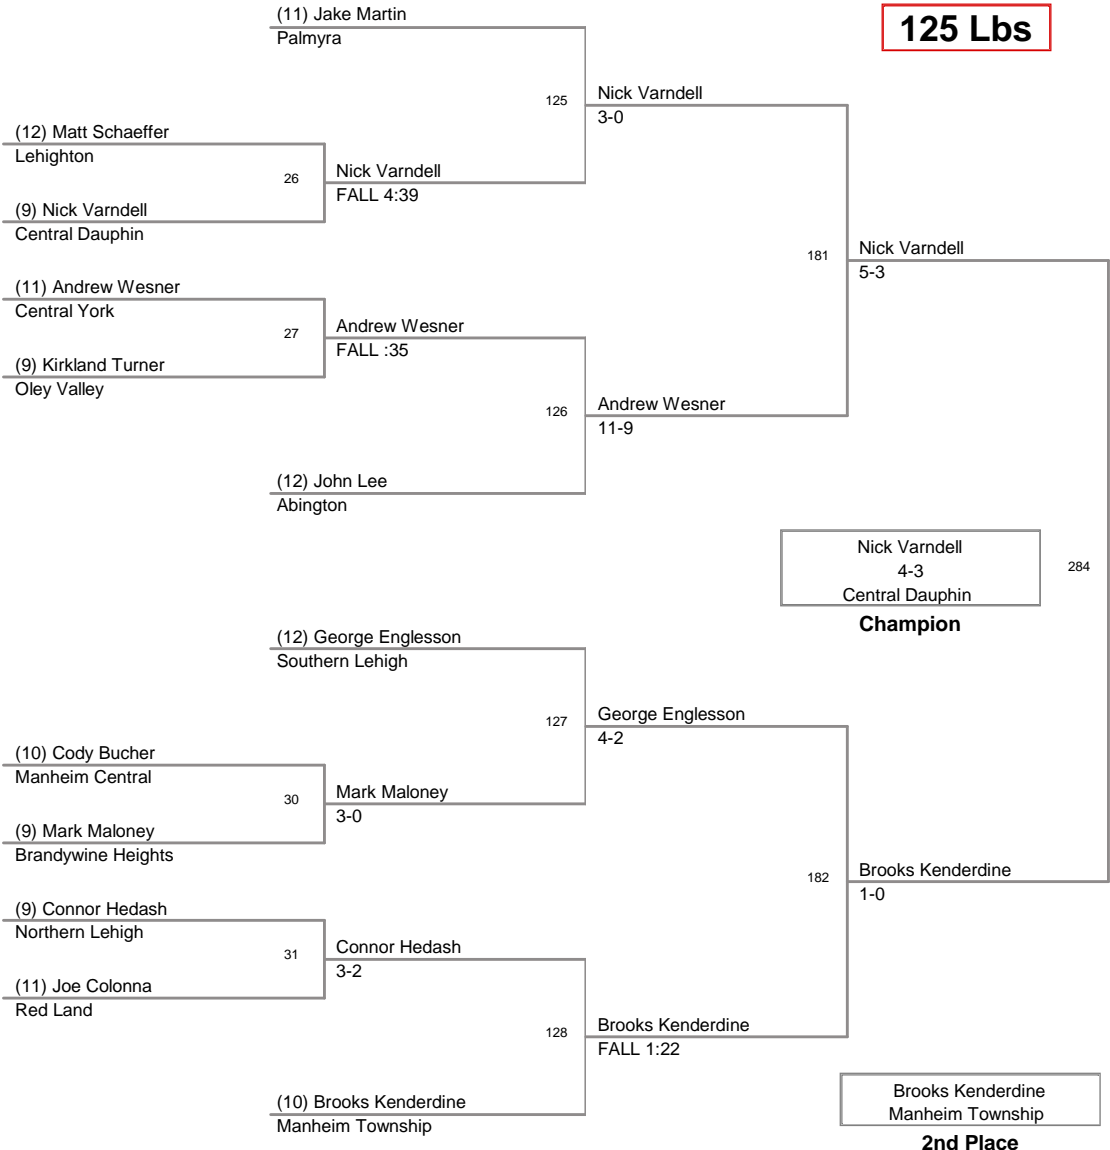 (11) Jake Martin
Palmyra
125 Lbs
125
Nick Varndell
3-0
(12) Matt Schaeffer
Lehighton
26
Nick Varndell
FALL 4:39
(9) Nick Varndell
Central Dauphin
181
Nick Varndell
5-3
(11) Andrew Wesner
Central York
27
Andrew Wesner
FALL :35
(9) Kirkland Turner
Oley Valley
126
Andrew Wesner
11-9
(12) John Lee
Abington
Nick Varndell
4-3
Central Dauphin
Champion
284
(12) George Englesson
Southern Lehigh
127
George Englesson
4-2
(10) Cody Bucher
Manheim Central
30
Mark Maloney
3-0
(9) Mark Maloney
Brandywine Heights
182
Brooks Kenderdine
1-0
(9) Connor Hedash
Northern Lehigh
31
Connor Hedash
3-2
(11) Joe Colonna
Red Land
128
Brooks Kenderdine
FALL 1:22
(10) Brooks Kenderdine
Manheim Township
Brooks Kenderdine
Manheim Township
2nd Place